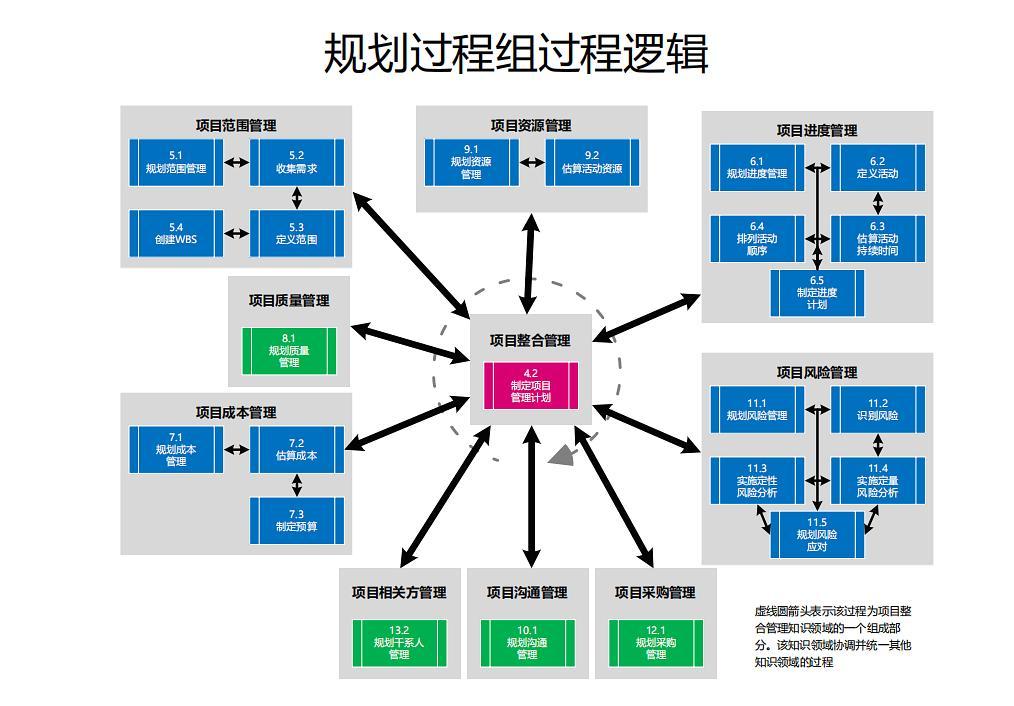 规划过程组过程逻辑
项目范围管理
5.1
规划范围管理
5.2
收集需求
5.4
创建WBS
5.3
定义范围
项目资源管理
9.1
规划资源
管理
9.2
估算活动资源
项目进度管理
6.1
规划进度管理
6.2
定义活动
6.4
排列活动
顺序
6.3
估算活动
持续时间
6.5
制定进度
计划
项目质量管理
8.1
规划质量
管理
项目整合管理
4.2
制定项目
管理计划
项目成本管理
7.1
规划成本
管理
7.2
估算成本
7.3
制定预算
项目风险管理
11.1
规划风险管理
11.2
识别风险
11.3
实施定性
风险分析
11.4
实施定量
风险分析
11.5
规划风险
应对
项目相关方管理
13.2
规划干系人
管理
项目沟通管理
10.1
规划沟通
管理
项目采购管理
12.1
规划采购
管理
虚线圆箭头表示该过程为项目整
合管理知识领域的一个组成部
分。该知识领域协调并统一其他
知识领域的过程